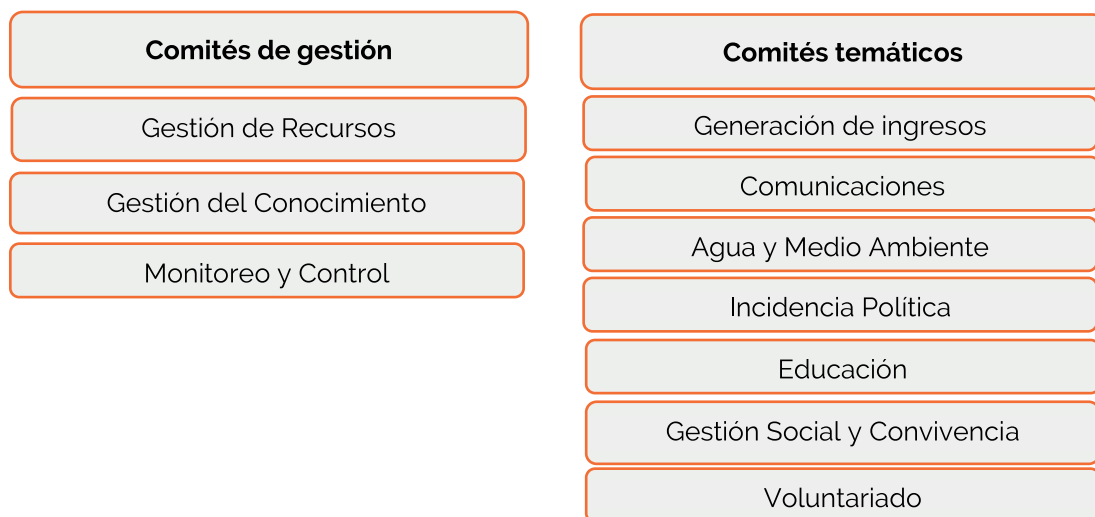 Comités de gestión
Gestión de Recursos
Gestión del Conocimiento
Monitoreo y Control
Comités temáticos
Generación de ingresos
Comunicaciones
Agua y Medio Ambiente
Incidencia Política
Educación
Gestión Social y Convivencia
Voluntariado